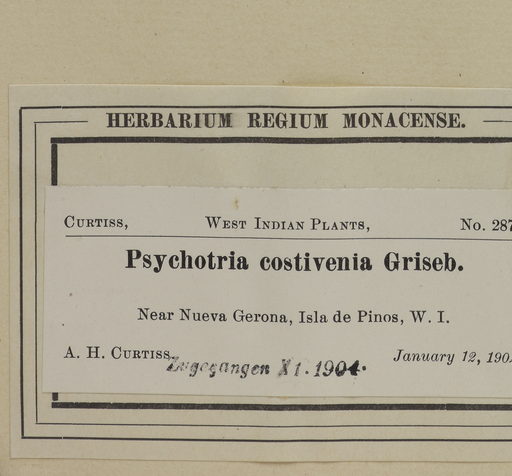 HERBARIUM REGIUM MONACENSE.
CURTISS, WEST INDIAN PLANTS, No. 287
Psychotria costivenia Griseb.
Near Nueva Gerona, Isla de Pinos, W. I.
A. H. CURTISS. January 12, 190
Zugegangen XI. 1904.